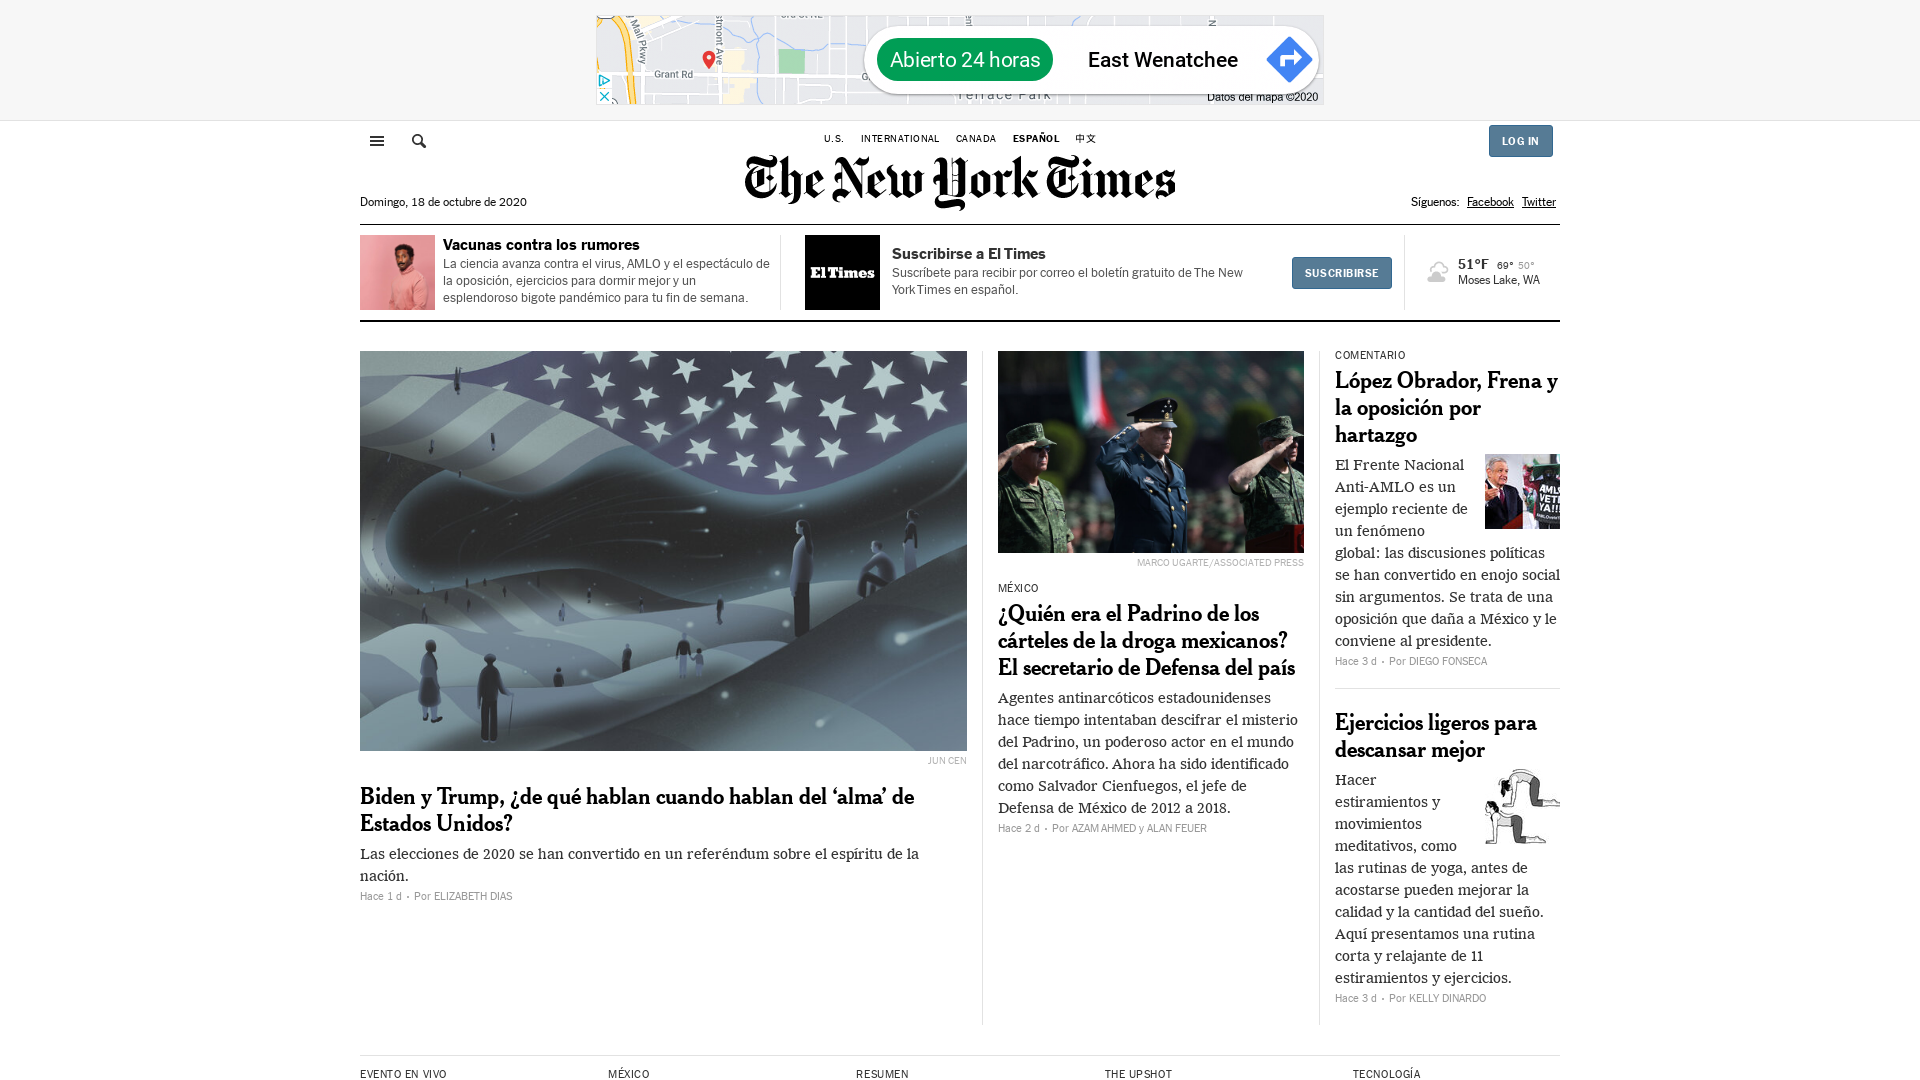 Mall Pkwy
Grant Rd
Abierto 24 horas
East Wenatchee
Terrace Park
Datos del mapa ©2020
U.S.
INTERNATIONAL
CANADA
ESPAÑOL
中文
LOG IN
The New York Times
Domingo, 18 de octubre de 2020
Síguenos: Facebook Twitter
Vacunas contra los rumores
La ciencia avanza contra el virus, AMLO y el espectáculo de
la oposición, ejercicios para dormir mejor y un
esplendoroso bigote pandémico para tu fin de semana.
El Times
Suscribirse a El Times
Suscríbete para recibir por correo el boletín gratuito de The New
York Times en español.
SUSCRIBIRSE
51°F 69° 50°
Moses Lake, WA
JUN CEN
Biden y Trump, ¿de qué hablan cuando hablan del ‘alma’ de
Estados Unidos?
Las elecciones de 2020 se han convertido en un referéndum sobre el espíritu de la
nación.
Hace 1 d • Por ELIZABETH DIAS
MARCO UGARTE/ASSOCIATED PRESS
MÉXICO
¿Quién era el Padrino de los
cárteles de la droga mexicanos?
El secretario de Defensa del país
Agentes antinarcóticos estadounidenses
hace tiempo intentaban descifrar el misterio
del Padrino, un poderoso actor en el mundo
del narcotráfico. Ahora ha sido identificado
como Salvador Cienfuegos, el jefe de
Defensa de México de 2012 a 2018.
Hace 2 d • Por AZAM AHMED y ALAN FEUER
COMENTARIO
López Obrador, Frena y
la oposición por
hartazgo
El Frente Nacional
Anti-AMLO es un
ejemplo reciente de
un fenómeno
global: las discusiones políticas
se han convertido en enojo social
sin argumentos. Se trata de una
oposición que daña a México y le
conviene al presidente.
Hace 3 d • Por DIEGO FONSECA
Ejercicios ligeros para
descansar mejor
Hacer
estiramientos y
movimientos
meditativos, como
las rutinas de yoga, antes de
acostarse pueden mejorar la
calidad y la cantidad del sueño.
Aquí presentamos una rutina
corta y relajante de 11
estiramientos y ejercicios.
Hace 3 d • Por KELLY DINARDO
EVENTO EN VIVO
MÉXICO
RESUMEN
THE UPSHOT
TECNOLOGÍA